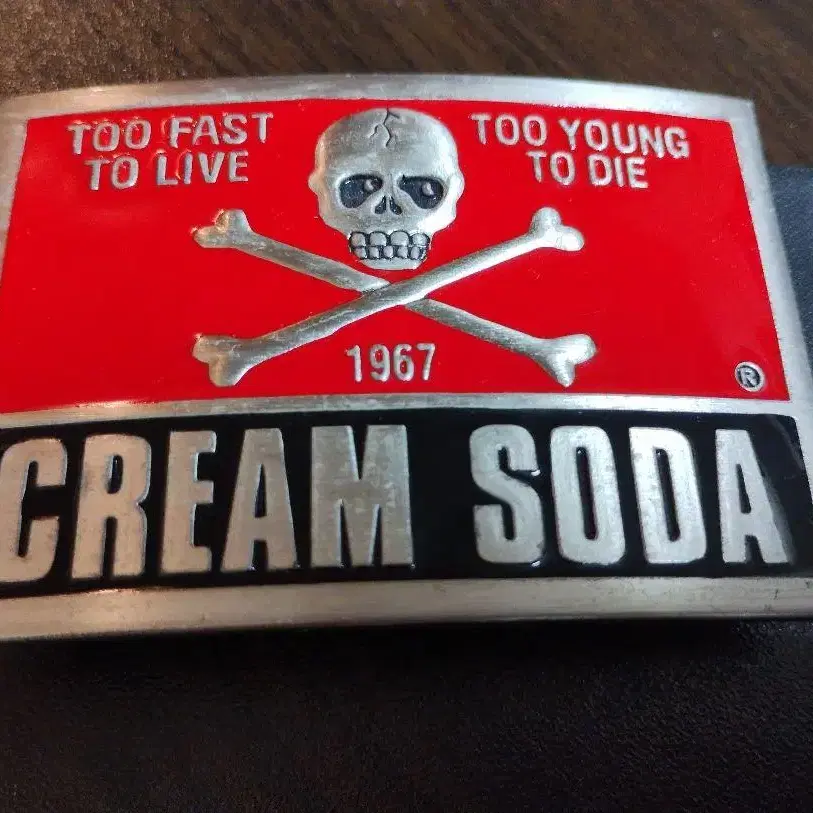 TOO FAST
TO LIVE
TOO YOUNG
TO DIE
1967
®
CREAM SODA